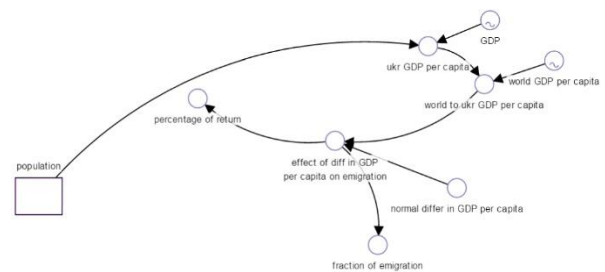 GDP
ukr GDP per capita
world GDP per capita
world to ukr GDP per capita
percentage of return
population
effect of diff in GDP
per capita on emigration
normal differ in GDP per capita
fraction of emigration